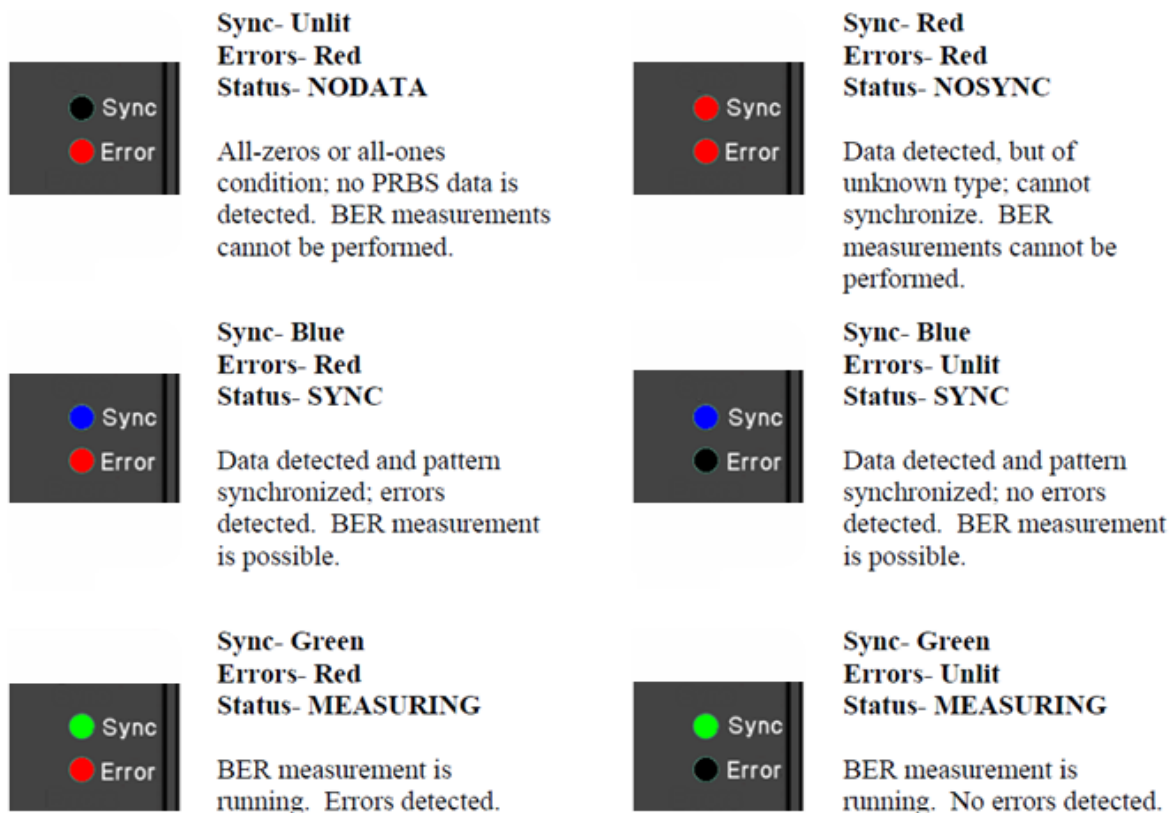 Sync- Unlit
Errors- Red
Status- NODATA
Sync
Error
All-zeros or all-ones
condition; no PRBS data is
detected. BER measurements
cannot be performed.
Sync- Red
Errors- Red
Status- NOSYNC
Sync
Error
Data detected, but of
unknown type; cannot
synchronize. BER
measurements cannot be
performed.
Sync- Blue
Errors- Red
Status- SYNC
Sync
Error
Data detected and pattern
synchronized; errors
detected. BER measurement
is possible.
Sync- Blue
Errors- Unlit
Status- SYNC
Sync
Error
Data detected and pattern
synchronized; no errors
detected. BER measurement
is possible.
Sync- Green
Errors- Red
Status- MEASURING
Sync
Error
BER measurement is
running. Errors detected.
Sync- Green
Errors- Unlit
Status- MEASURING
Sync
Error
BER measurement is
running. No errors detected.